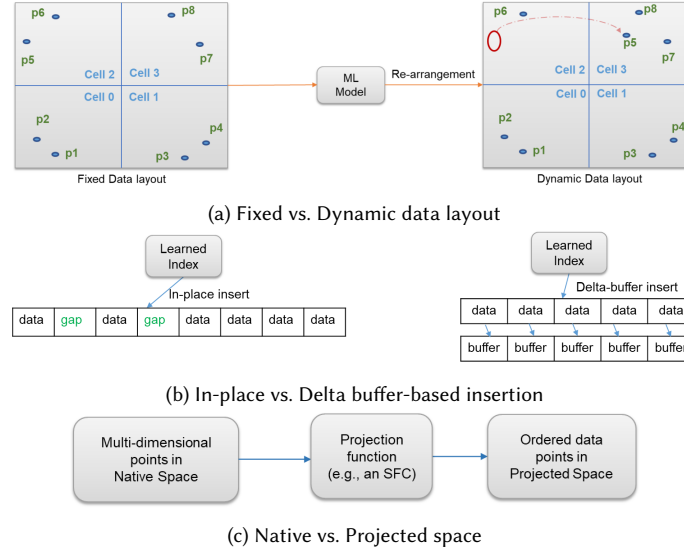 p6
p8
p5
p7
Cell 2
Cell 3
Cell 0
Cell 1
p2
p4
p1
p3
Fixed Data layout
ML
Model
Re-arrangement
p6
p8
p5
p7
Cell 2
Cell 3
Cell 0
Cell 1
p2
p4
p1
p3
Dynamic Data layout
(a) Fixed vs. Dynamic data layout
Learned
Index
In-place insert
data gap data gap data data data data
Learned
Index
Delta-buffer insert
data data data data data
buffer buffer buffer buffer buffer
(b) In-place vs. Delta buffer-based insertion
Multi-dimensional
points in
Native Space
Projection
function
(e.g., an SFC)
Ordered data
points in
Projected Space
(c) Native vs. Projected space